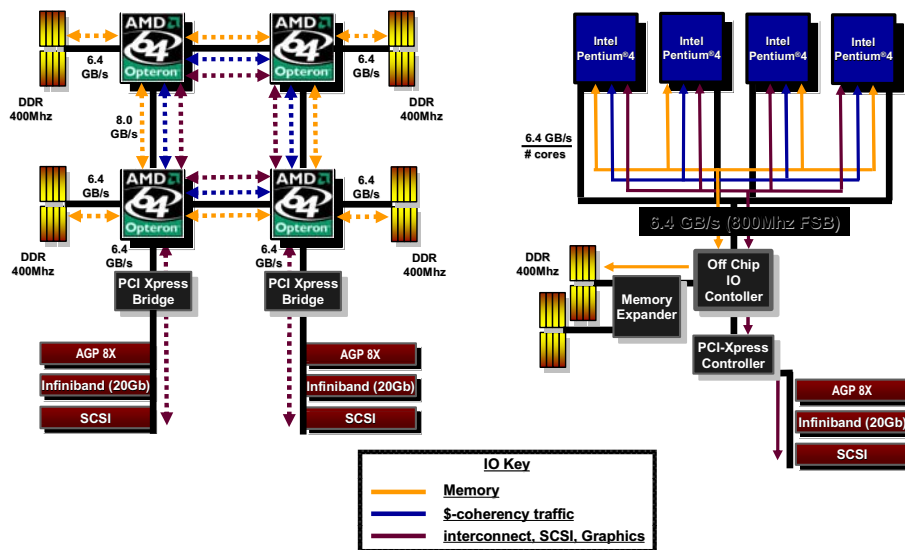 AMD
64
Opteron
AMD
64
Opteron
6.4
GB/s
6.4
GB/s
DDR
400Mhz
DDR
400Mhz
8.0
GB/s
6.4
GB/s
6.4
GB/s
AMD
64
Opteron
AMD
64
Opteron
DDR
400Mhz
DDR
400Mhz
6.4
GB/s
6.4
GB/s
PCI Xpress
Bridge
PCI Xpress
Bridge
AGP 8X
Infiniband (20Gb)
SCSI
AGP 8X
Infiniband (20Gb)
SCSI
Intel
Pentium®4
Intel
Pentium®4
Intel
Pentium®4
Intel
Pentium®4
6.4 GB/s
# cores
6.4 GB/s (800Mhz FSB)
DDR
400Mhz
Off Chip
IO
Contoller
Memory
Expander
PCI-Xpress
Controller
AGP 8X
Infiniband (20Gb)
SCSI
IO Key
Memory
$-coherency traffic
interconnect, SCSI, Graphics